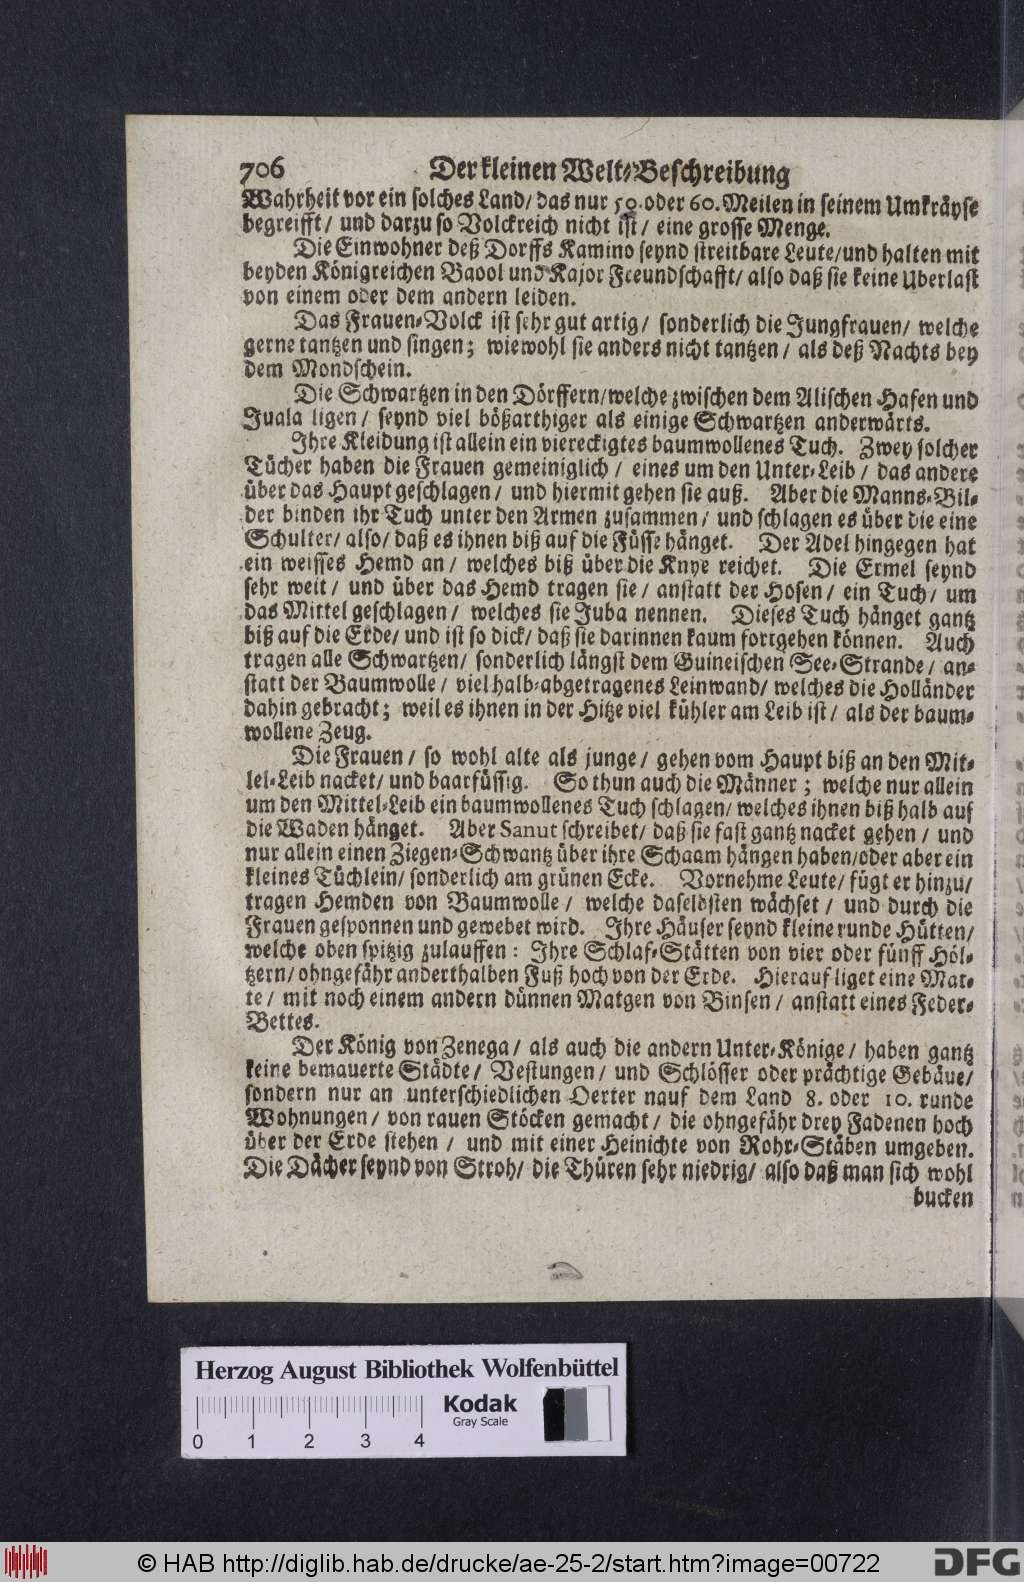 706 Der kleinen Welt-Beschreibung
Wahrheit vor ein solches Land/ das nur 50. oder 60. Meilen in seinem Umkräyse
begreifft/ und darzu so Volckreich nicht ist/ eine grosse Menge.
Die Einwohner deß Dorffs Kamino seynd streitbare Leute/und halten mit
beyden Königreichen Baool und Kajor Freundschafft/ also daß sie keine Uberlast
von einem oder dem andern leiden.
Das Frauen-Volck ist sehr gut artig/ sonderlich die Jungfrauen/ welche
gerne tantzen und singen; wiewohl sie anders nicht tantzen/ als deß Nachts bey
dem Mondschein.
Die Schwartzen in den Dörffern/welche zwischen dem Alischen Hafen und
Juala ligen/ seynd viel bößarthiger als einige Schwartzen anderwärts.
Ihre Kleidung ist allein ein viereckigtes baumwollenes Tuch. Zwey solcher
Tücher haben die Frauen gemeiniglich/ eines um den Unter-Leib/ das andere
über das Haupt geschlagen/ und hiermit gehen sie auß. Aber die Manns-Bil-
der binden ihr Tuch unter den Armen zusammen/ und schlagen es über die eine
Schulter/ also/ daß es ihnen biß auf die Füsse hänget. Der Adel hingegen hat
ein weisses Hemd an/ welches biß über die Knye reichet. Die Ermel seynd
sehr weit/ und über das Hemd tragen sie/ anstatt der Hosen/ ein Tuch/ um
das Mittel geschlagen/ welches sie Juba nennen. Dieses Tuch hänget gantz
biß auf die Erde/ und ist so dick/ daß sie darinnen kaum fortgehen können. Auch
tragen alle Schwartzen/ sonderlich längst dem Guineischen See-Strande/ an-
statt der Baumwolle/ viel halb-abgetragenes Leinwand/ welches die Holländer
dahin gebracht; weil es ihnen in der Hitze viel kühler am Leib ist/ als der baum-
wollene Zeug.
Die Frauen/ so wohl alte als junge/ gehen vom Haupt biß an den Mit-
lel-Leib nacket/ und baarfüssig. So thun auch die Männer; welche nur allein
um den Mittel-Leib ein baumwollenes Tuch schlagen/ welches ihnen biß halb auf
die Waden hänget. Aber Sanut schreibet/ daß sie fast gantz nacket gehen/ und
nur allein einen Ziegen-Schwantz über ihre Schaam hängen haben/oder aber ein
kleines Tüchlein/ sonderlich am grünen Ecke. Vornehme Leute/ fügt er hinzu/
tragen Hemden von Baumwolle/ welche daselbsten wächset/ und durch die
Frauen gesponnen und gewebet wird. Ihre Häuser seynd kleine runde Hütten/
welche oben spitzig zulauffen: Ihre Schlaf-Stätten von vier oder fünff Höl-
tzern/ ohngefähr anderthalben Fuß hoch von der Erde. Hierauf liget eine Mat-
te/ mit noch einem andern dünnen Matgen von Binsen/ anstatt eines Feder-
Bettes.
Der König von Zenega/ als auch die andern Unter-Könige/ haben gantz
keine bemauerte Städte/ Vestungen/ und Schlösser oder prächtige Gebäue/
sondern nur an unterschiedlichen Oerter nauf dem Land 8. oder 10. runde
Wohnungen/ von rauen Stöcken gemacht/ die ohngefähr drey Fadenen hoch
über der Erde stehen/ und mit einer Heinichte von Rohr-Stäben umgeben.
Die Dächer seynd von Stroh/ die Thüren sehr niedrig/ also daß man sich wohl
bucken
Herzog August Bibliothek Wolfenbüttel
Kodak
Gray Scale
0 1 2 3 4
© HAB http://diglib.hab.de/drucke/ae-25-2/start.htm?image=00722
DFG